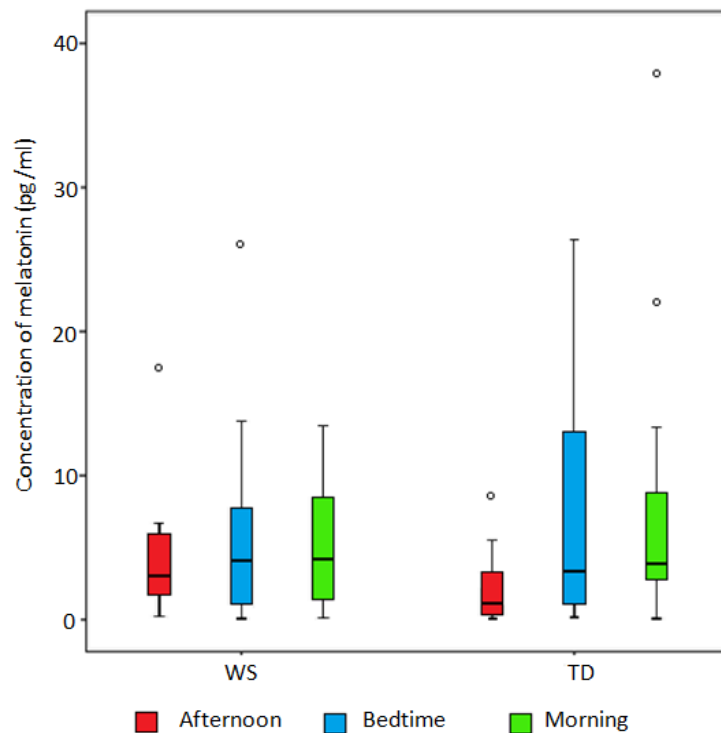 Concentration of melatonin (pg/ml)
40
30
20
10
0
WS TD
Afternoon Bedtime Morning